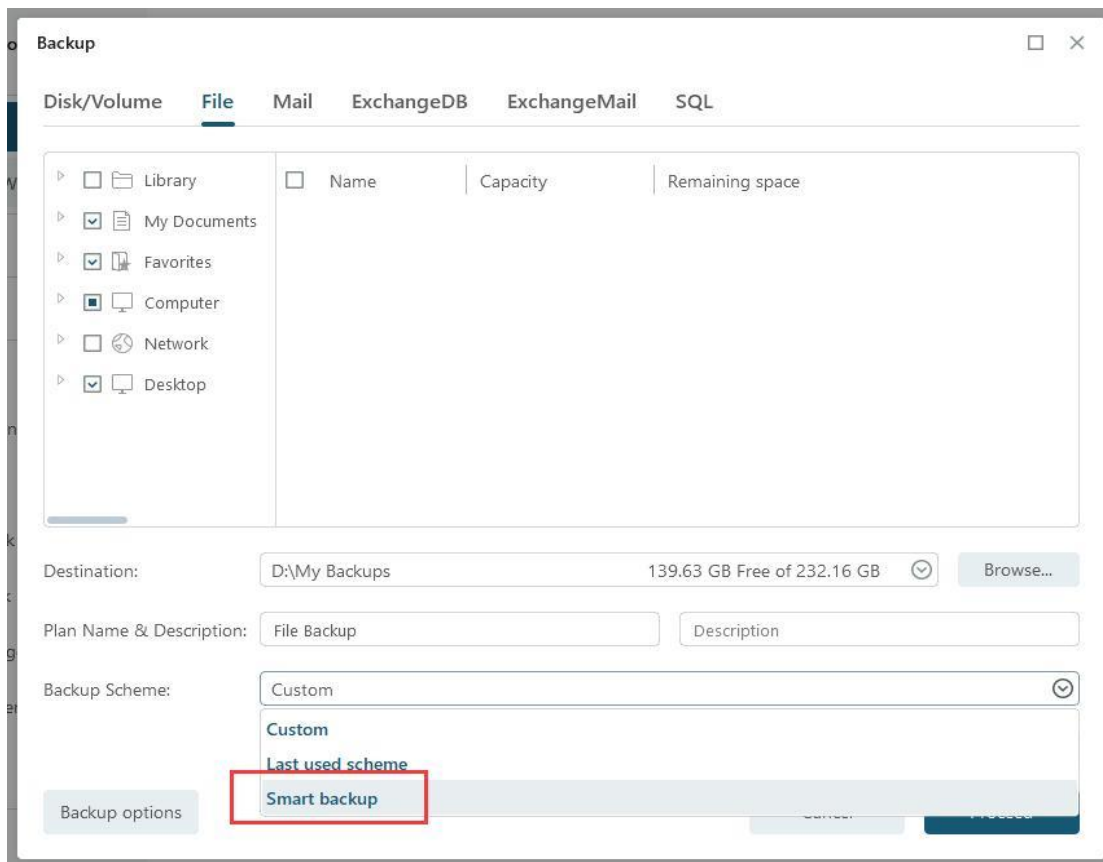 Backup
Disk/Volume File Mail ExchangeDB ExchangeMail SQL
Library
My Documents
Favorites
Computer
Network
Desktop
Name Capacity Remaining space
Destination: D:\My Backups 139.63 GB Free of 232.16 GB Browse...
Plan Name & Description: File Backup Description
Backup Scheme: Custom
Custom
Last used scheme
Smart backup
Backup options Cancel Proceed